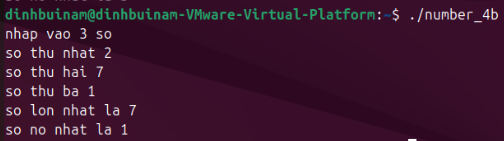 dinhbuinam@dinhbuinam-VMware-Virtual-Platform:~$ ./number_4b
nhap vao 3 so
so thu nhat 2
so thu hai 7
so thu ba 1
so lon nhat la 7
so no nhat la 1